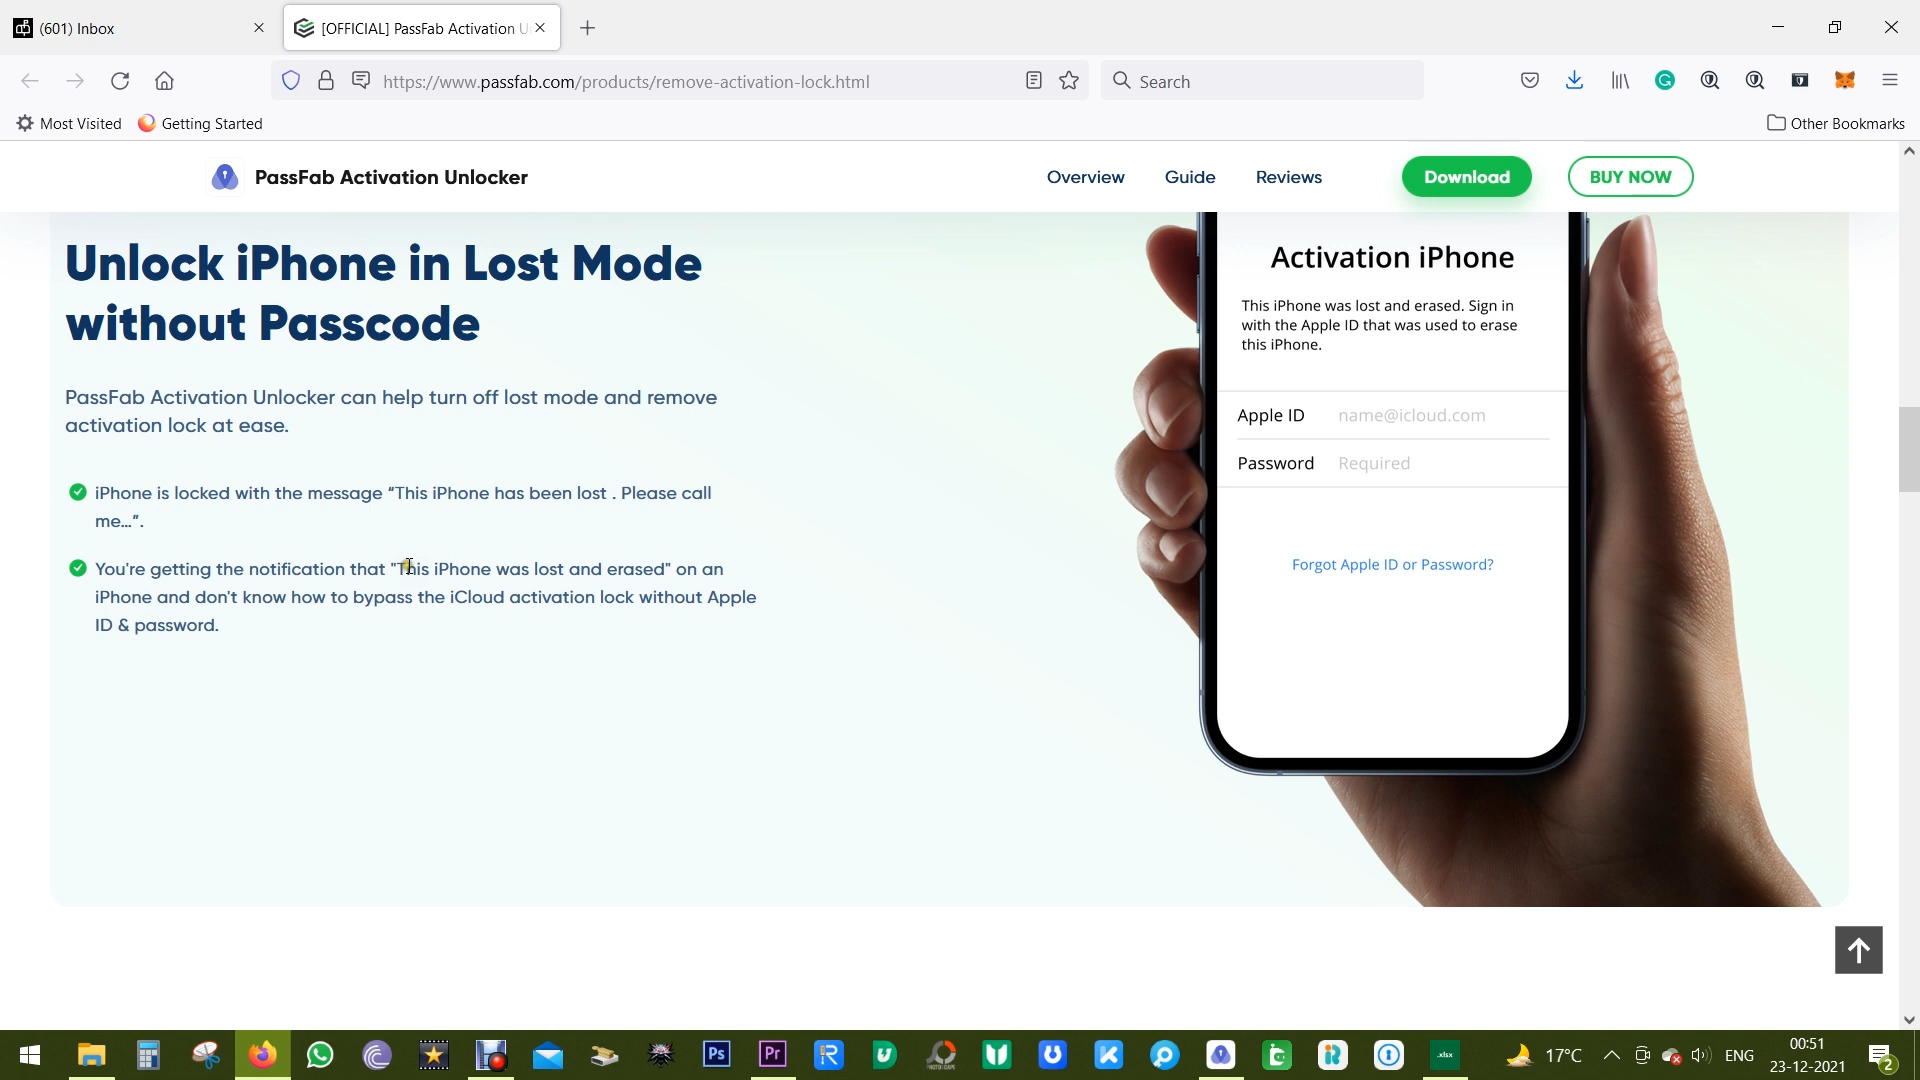 (601) Inbox
[OFFICIAL] PassFab Activation U
https://www.passfab.com/products/remove-activation-lock.html
Search
Most Visited
Getting Started
Other Bookmarks
PassFab Activation Unlocker
Overview
Guide
Reviews
Download
BUY NOW
Unlock iPhone in Lost Mode
without Passcode
PassFab Activation Unlocker can help turn off lost mode and remove
activation lock at ease.
iPhone is locked with the message “This iPhone has been lost . Please call
me...”.
You're getting the notification that "This iPhone was lost and erased" on an
iPhone and don't know how to bypass the iCloud activation lock without Apple
ID & password.
Activation iPhone
This iPhone was lost and erased. Sign in
with the Apple ID that was used to erase
this iPhone.
Apple ID name@icloud.com
Password Required
Forgot Apple ID or Password?
Ps
Pr
.xlsx
17°C
ENG
00:51
23-12-2021
2